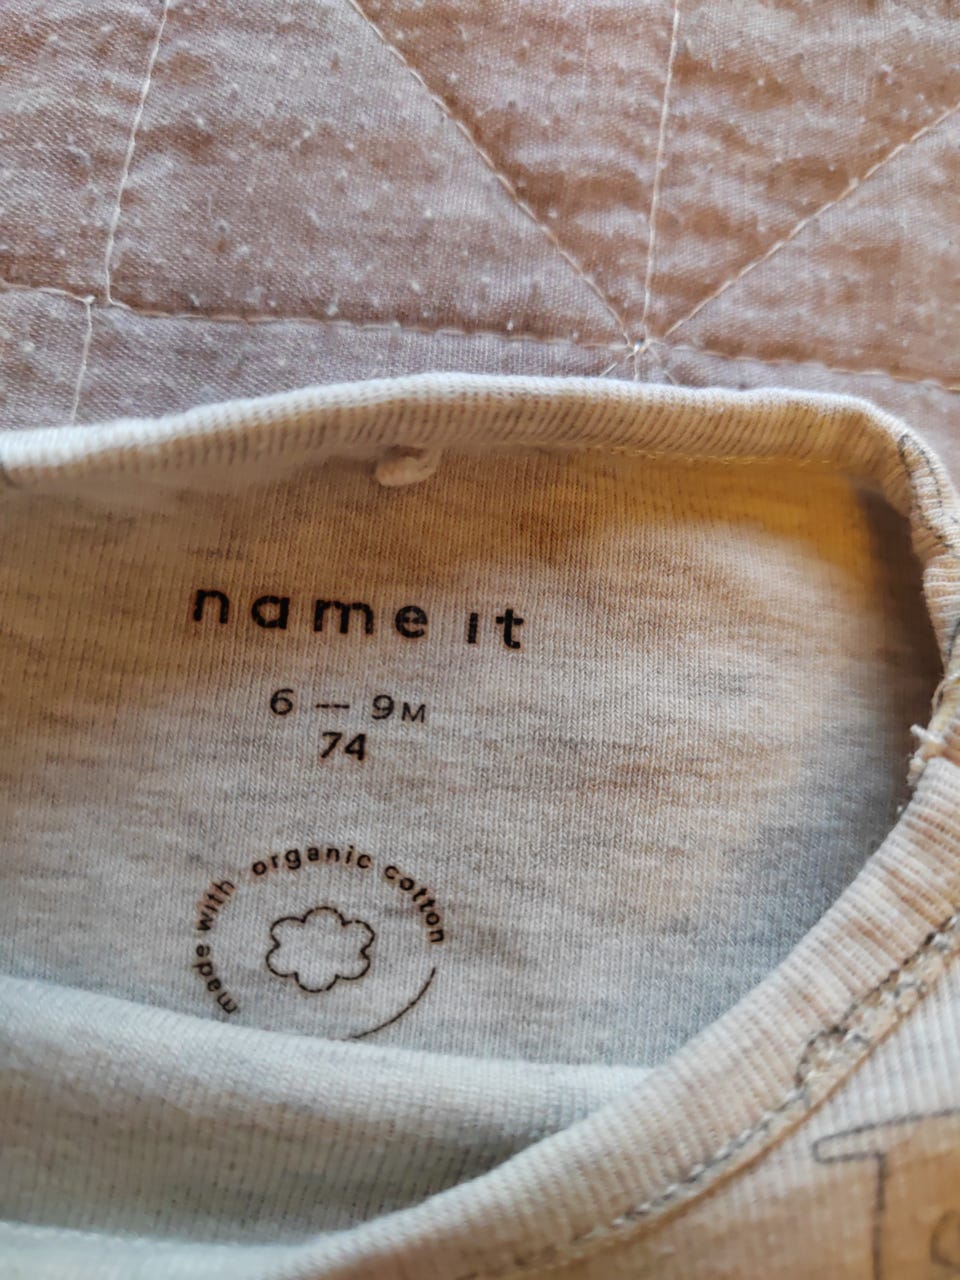 name it
6 — 9M
74
made with organic cotton
T